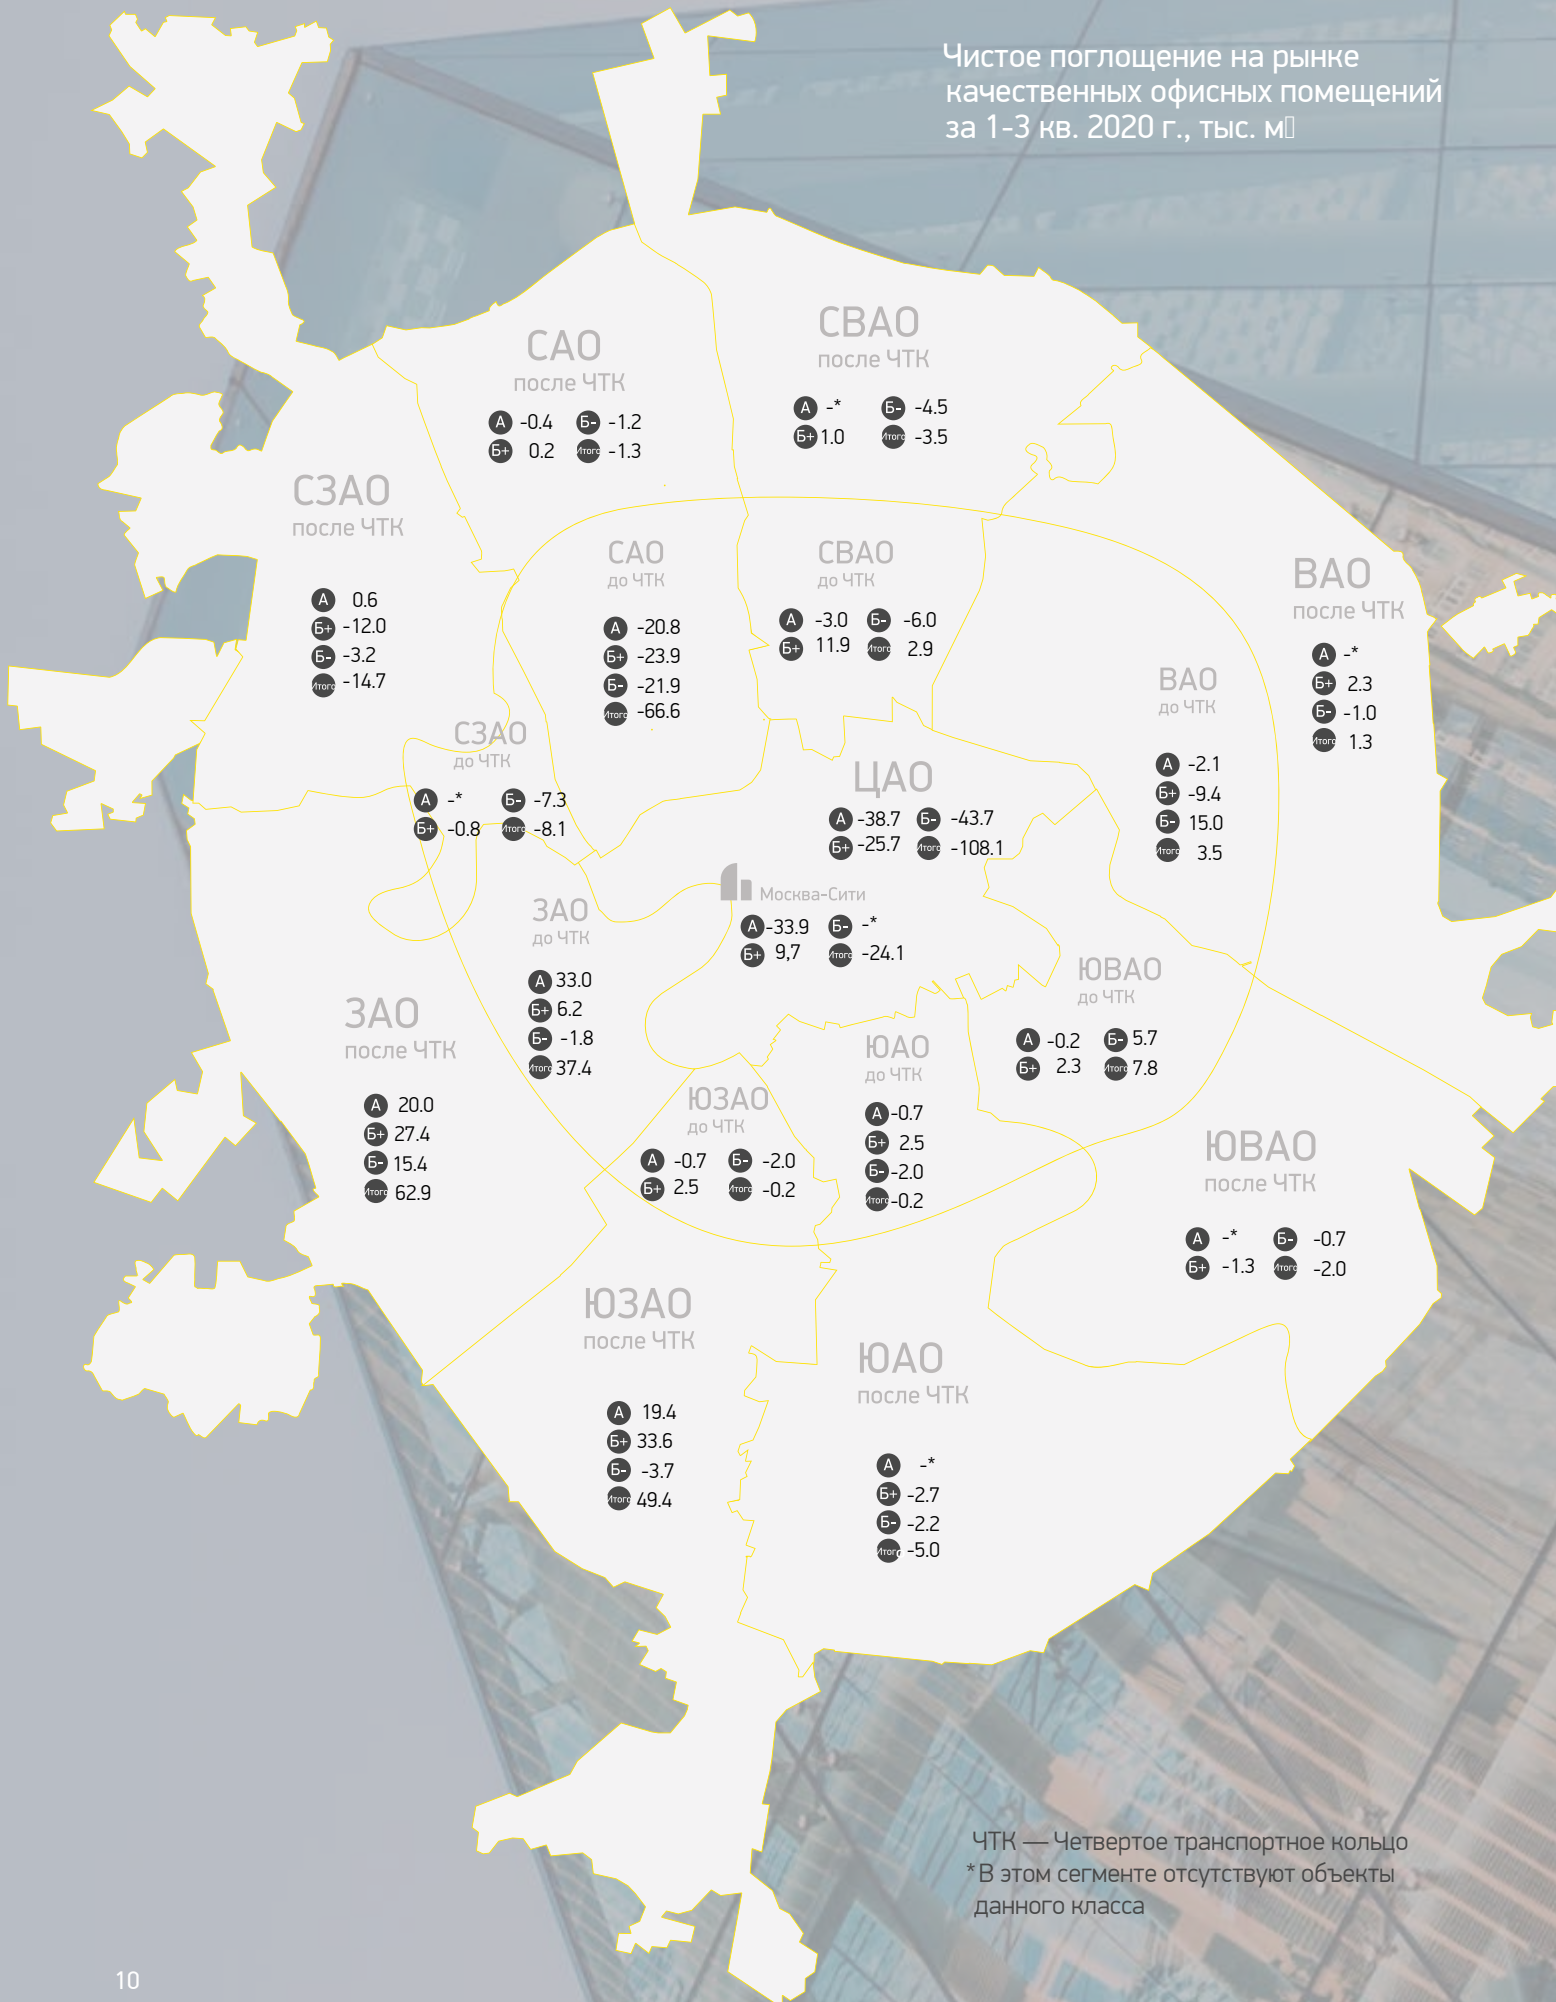 Чистое поглощение на рынке
качественных офисных помещений
за 1-3 кв. 2020 г., тыс. м
САО
после ЧТК
А -0.4 Б- -1.2
Б+ 0.2 Итого -1.3
СВАО
после ЧТК
А -* Б- -4.5
Б+ 1.0 Итого -3.5
СЗАО
после ЧТК
А 0.6
Б+ -12.0
Б- -3.2
Итого -14.7
САО
до ЧТК
А -20.8
Б+ -23.9
Б- -21.9
Итого -66.6
СВАО
до ЧТК
А -3.0 Б- -6.0
Б+ 11.9 Итого 2.9
ВАО
после ЧТК
А -*
Б+ 2.3
Б- -1.0
Итого 1.3
ВАО
до ЧТК
А -2.1
Б+ -9.4
Б- 15.0
Итого 3.5
СЗАО
до ЧТК
А -* Б- -7.3
Б+ -0.8 Итого -8.1
ЦАО
А -38.7 Б- -43.7
Б+ -25.7 Итого -108.1
Москва-Сити
А -33.9 Б- -*
Б+ 9,7 Итого -24.1
ЗАО
до ЧТК
А 33.0
Б+ 6.2
Б- -1.8
Итого 37.4
ЮВАО
до ЧТК
А -0.2 Б- 5.7
Б+ 2.3 Итого 7.8
ЗАО
после ЧТК
А 20.0
Б+ 27.4
Б- 15.4
Итого 62.9
ЮАО
до ЧТК
А -0.7
Б+ 2.5
Б- -2.0
Итого -0.2
ЮЗАО
до ЧТК
А -0.7 Б- -2.0
Б+ 2.5 Итого -0.2
ЮВАО
после ЧТК
А -* Б- -0.7
Б+ -1.3 Итого -2.0
ЮЗАО
после ЧТК
А 19.4
Б+ 33.6
Б- -3.7
Итого 49.4
ЮАО
после ЧТК
А -*
Б+ -2.7
Б- -2.2
Итого -5.0
ЧТК — Четвертое транспортное кольцо
* В этом сегменте отсутствуют объекты
данного класса
10